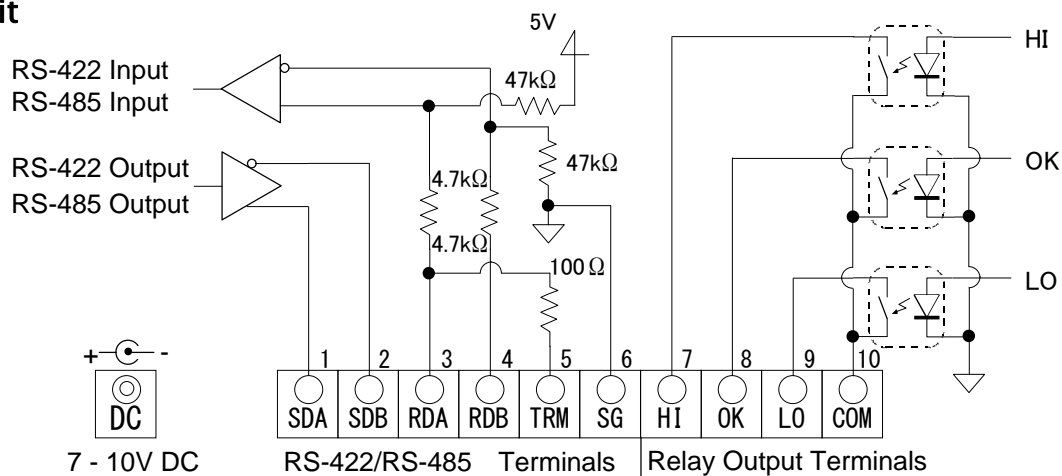 it
5V
HI
RS-422 Input
RS-485 Input
47kΩ
RS-422 Output
RS-485 Output
4.7kΩ
47kΩ
OK
4.7kΩ
100Ω
LO
+ -
1 2 3 4 5 6 7 8 9 10
DC SDA SDB RDA RDB TRM SG HI OK LO COM
7 - 10V DC RS-422/RS-485 Terminals Relay Output Terminals